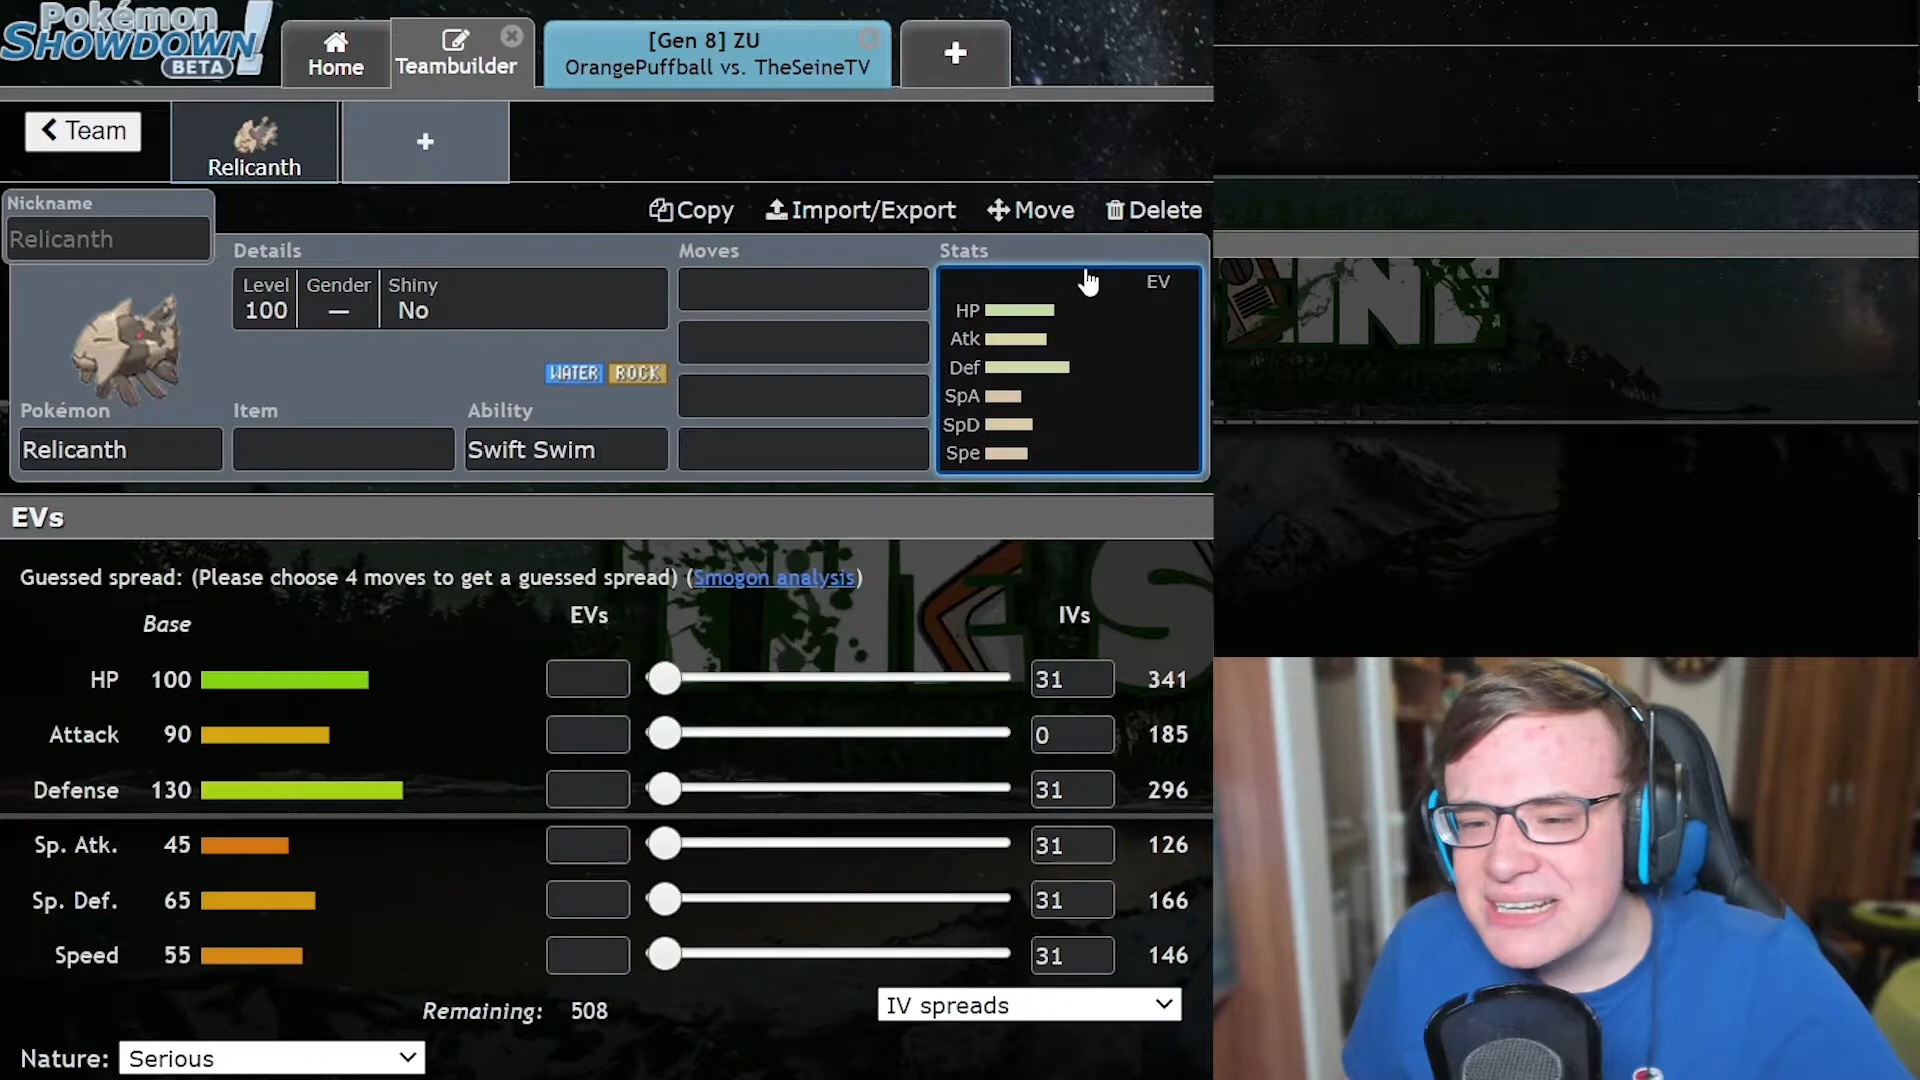 Pokémon
SHOWDOWN!
BETA
Home
Teambuilder
[Gen 8] ZU
OrangePuffball vs. TheSeineTV
+
Team
Relicanth
+
Nickname
Relicanth
Copy
Import/Export
Move
Delete
Details
Moves
Stats
Level
100
Gender
—
Shiny
No
EV
HP
Atk
Def
SpA
SpD
Spe
WATER ROCK
Pokémon
Relicanth
Item
Ability
Swift Swim
EVs
Guessed spread: (Please choose 4 moves to get a guessed spread) (Smogon analysis)
Base
EVs
IVs
HP 100 31 341
Attack 90 0 185
Defense 130 31 296
Sp. Atk. 45 31 126
Sp. Def. 65 31 166
Speed 55 31 146
Remaining: 508
IV spreads
Nature: Serious